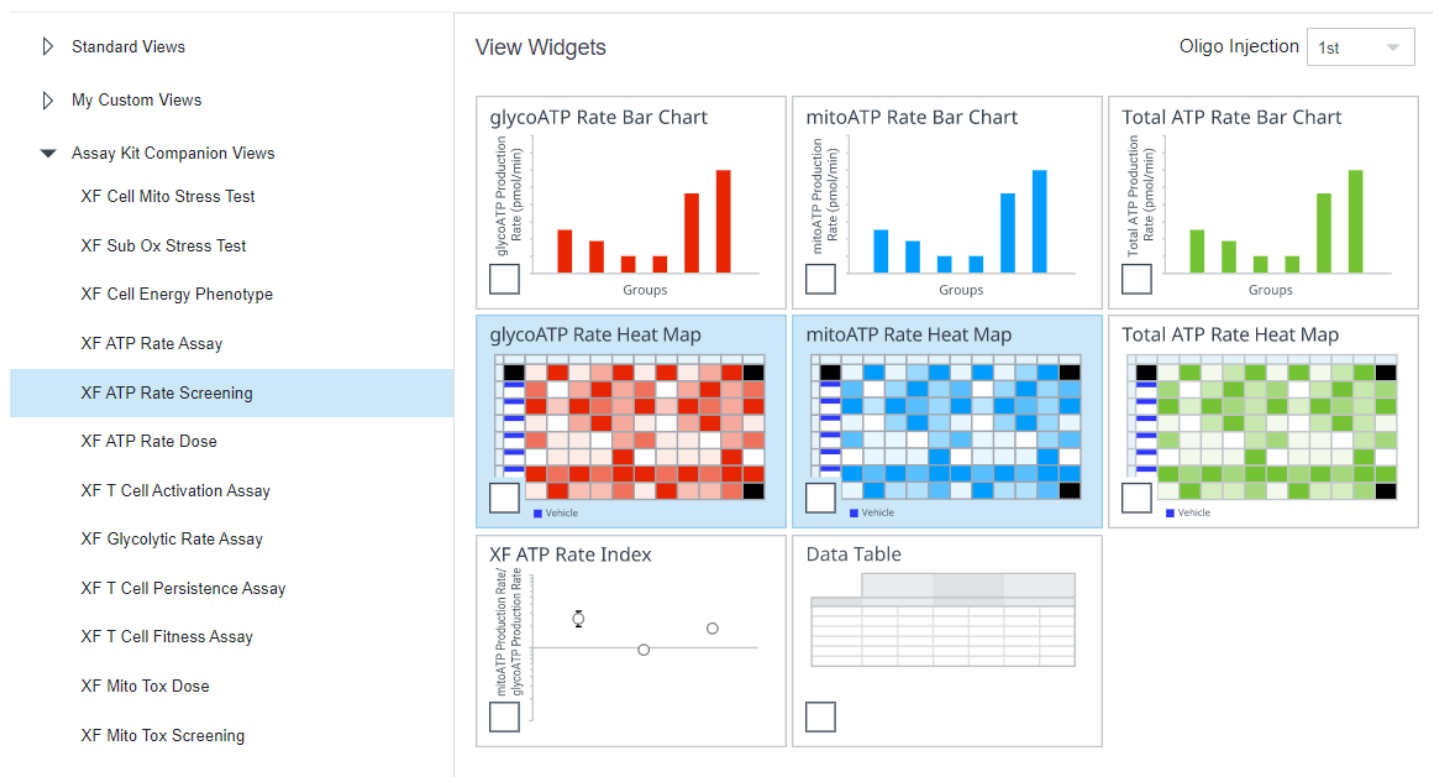 Standard Views
My Custom Views
Assay Kit Companion Views
XF Cell Mito Stress Test
XF Sub Ox Stress Test
XF Cell Energy Phenotype
XF ATP Rate Assay
XF ATP Rate Screening
XF ATP Rate Dose
XF T Cell Activation Assay
XF Glycolytic Rate Assay
XF T Cell Persistence Assay
XF T Cell Fitness Assay
XF Mito Tox Dose
XF Mito Tox Screening
View Widgets
Oligo Injection
1st
glycoATP Rate Bar Chart
glycoATP Production
Rate (pmol/min)
Groups
mitoATP Rate Bar Chart
mitoATP Production
Rate (pmol/min)
Groups
Total ATP Rate Bar Chart
Total ATP Production
Rate (pmol/min)
Groups
glycoATP Rate Heat Map
Vehicle
mitoATP Rate Heat Map
Vehicle
Total ATP Rate Heat Map
Vehicle
XF ATP Rate Index
mitoATP Production Rate/
glycoATP Production Rate
Data Table